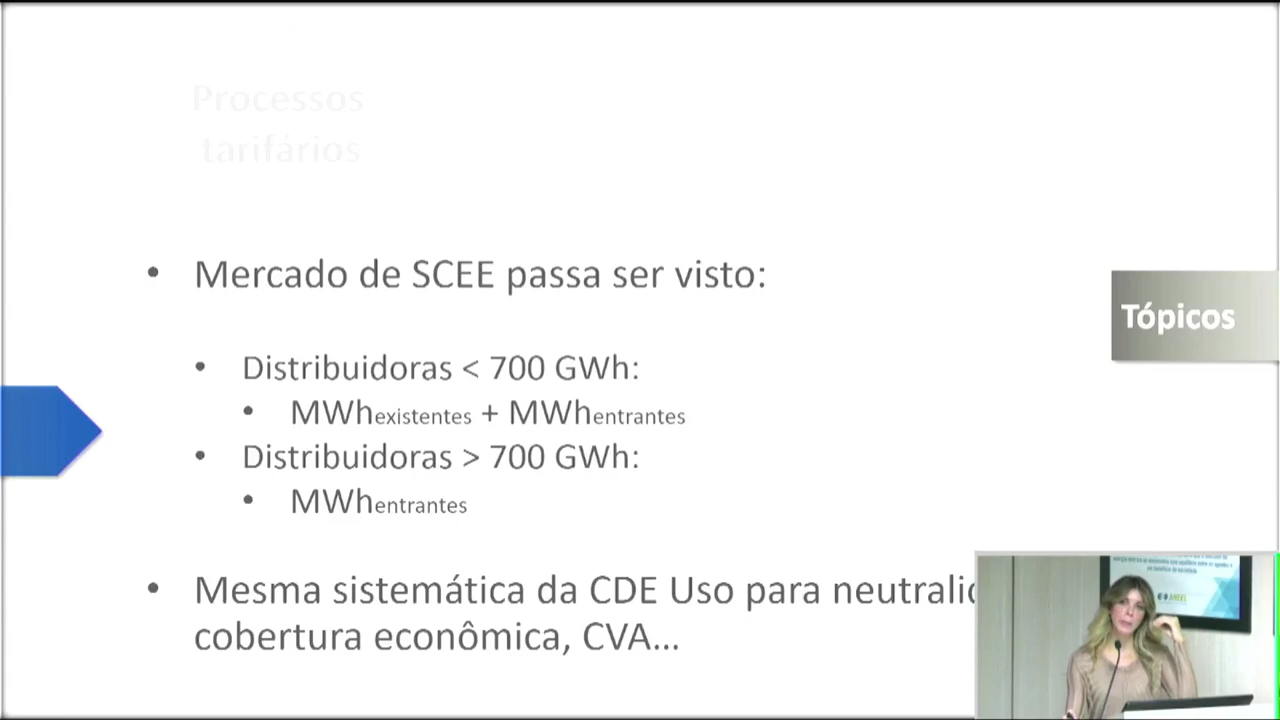 Processos
tarifários
• Mercado de SCEE passa ser visto:
Tópicos
• Distribuidoras < 700 GWh:
• MWhexistentes + MWhentrantes
• Distribuidoras > 700 GWh:
• MWhentrantes
• Mesma sistemática da CDE Uso para
cobertura econômica, CVA...
ANEEL